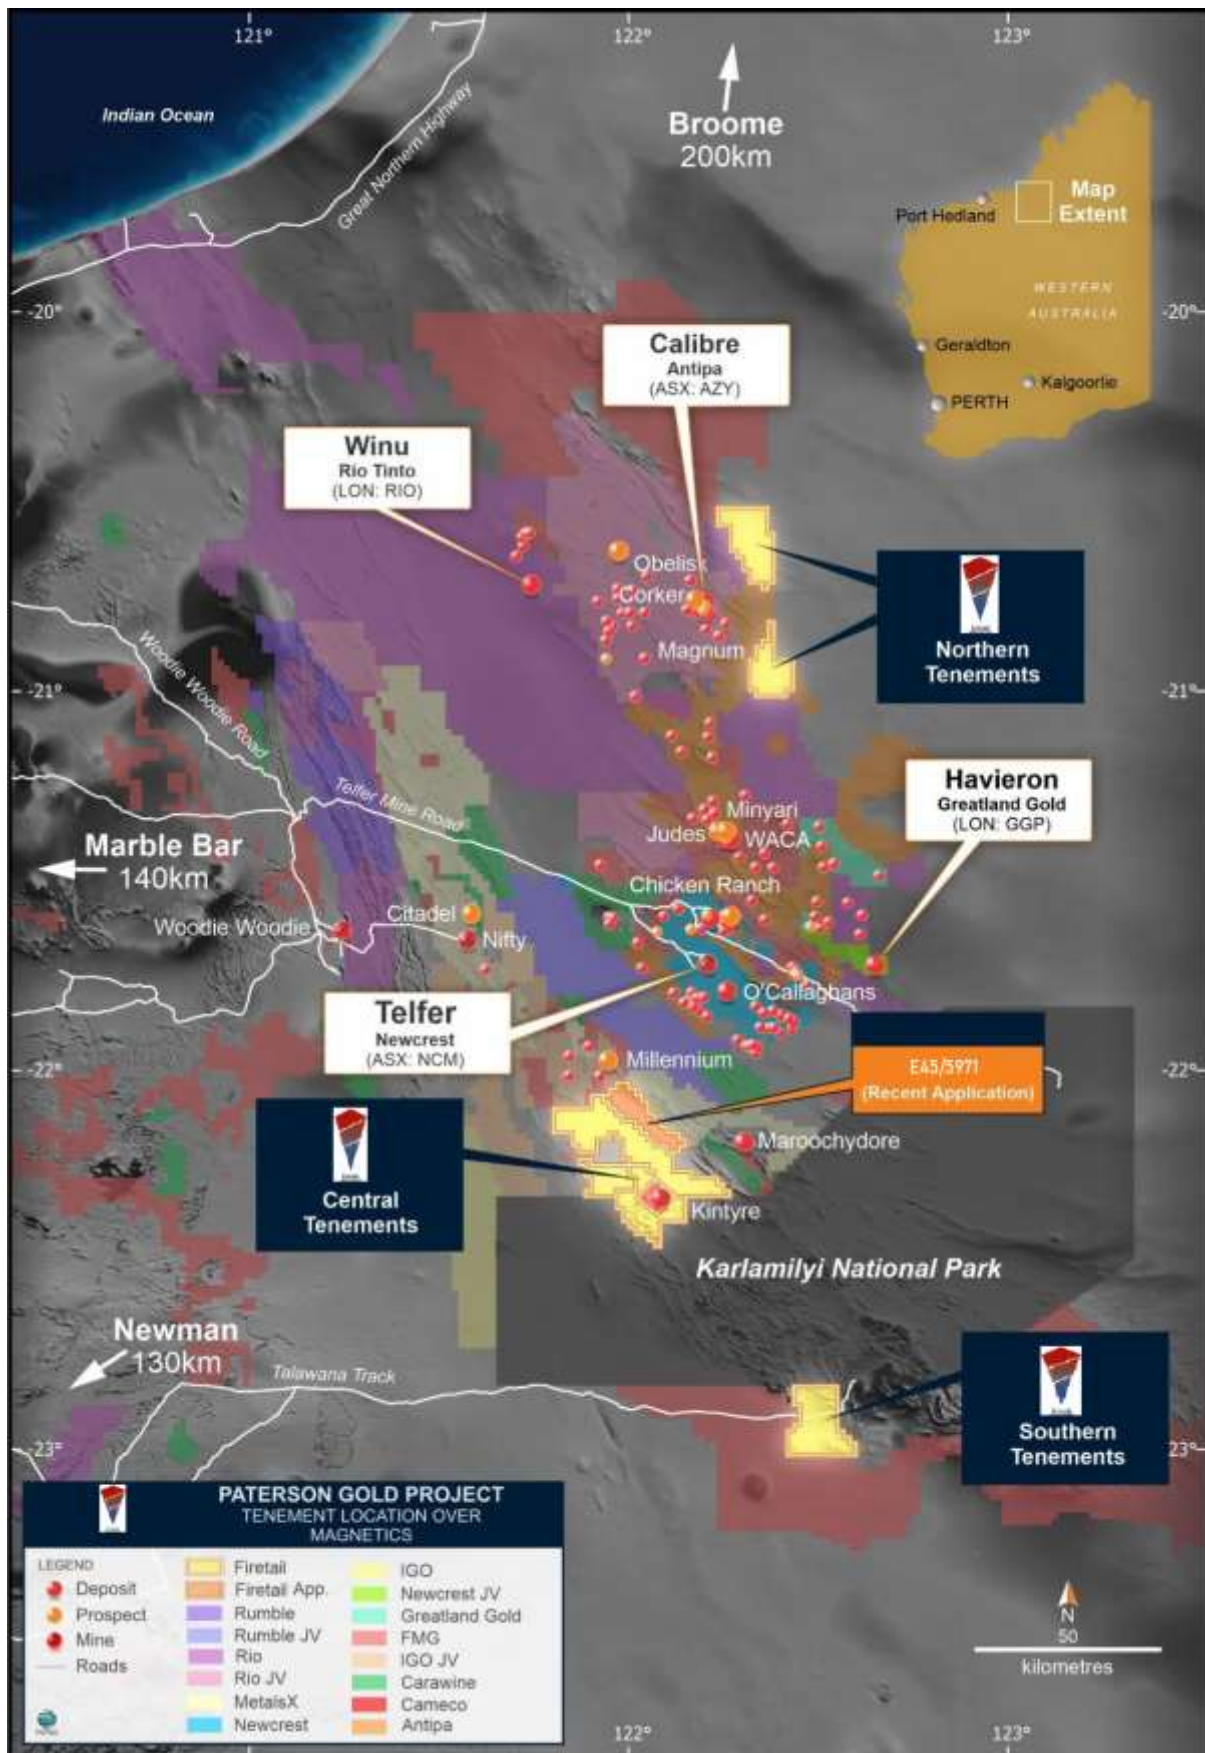 121°
122°
123°
Indian Ocean
Great Northern Highway
Broome
200km
Port Hedland
Map
Extent
WESTERN
AUSTRALIA
Geraldton
Kalgoorlie
PERTH
-20°
-20°
Calibre
Antipa
(ASX: AZY)
Winu
Rio Tinto
(LON: RIO)
Obelisk
Corker
Magnum
Northern
Tenements
Woodie Woodie Road
-21°
-21°
Telfer Mine Road
Havieron
Greatland Gold
(LON: GGP)
Minyari
Judes
WACA
Marble Bar
140km
Chicken Ranch
Citadel
Woodie Woodie
Nifty
Telfer
Newcrest
(ASX: NCM)
O'Callaghans
Millennium
E45/5971
(Recent Application)
-22°
-22°
Maroochydore
Central
Tenements
Kintyre
Karlamilyi National Park
Newman
130km
Talawana Track
Southern
Tenements
-23°
23°
PATERSON GOLD PROJECT
TENEMENT LOCATION OVER
MAGNETICS
LEGEND
Deposit
Prospect
Mine
Roads
Firetail
Firetail App.
Rumble
Rumble JV
Rio
Rio JV
MetalsX
Newcrest
IGO
Newcrest JV
Greatland Gold
FMG
IGO JV
Carawine
Cameco
Antipa
N
50
kilometres
122°
123°